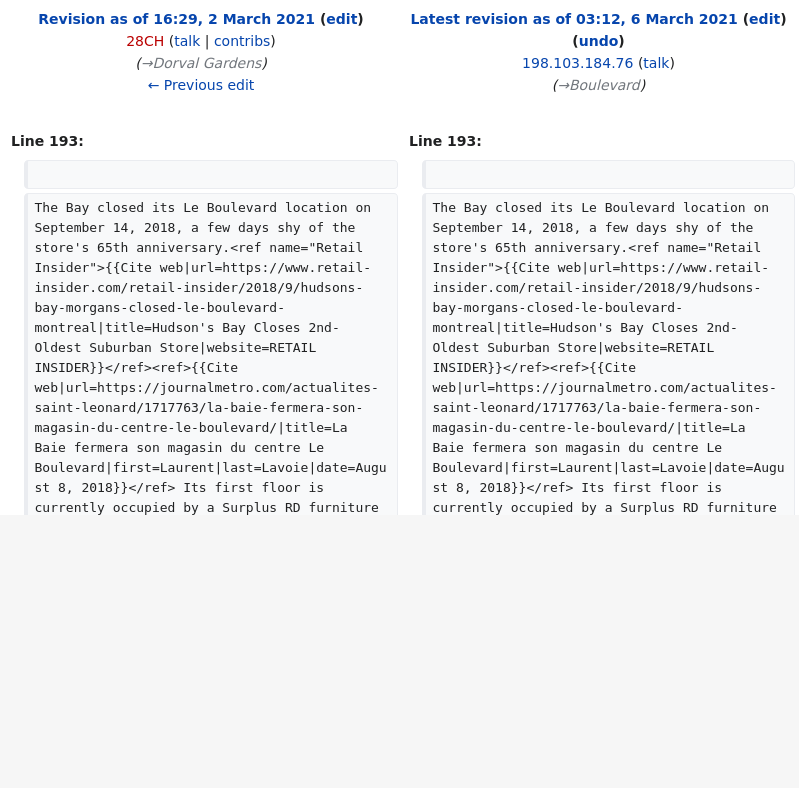 Revision as of 16:29, 2 March 2021 (edit)
28CH (talk | contribs)
(→Dorval Gardens)
← Previous edit
Latest revision as of 03:12, 6 March 2021 (edit)
(undo)
198.103.184.76 (talk)
(→Boulevard)
Line 193:
The Bay closed its Le Boulevard location on
September 14, 2018, a few days shy of the
store's 65th anniversary.<ref name="Retail
Insider">{{Cite web|url=https://www.retail-
insider.com/retail-insider/2018/9/hudsons-
bay-morgans-closed-le-boulevard-
montreal|title=Hudson's Bay Closes 2nd-
Oldest Suburban Store|website=RETAIL
INSIDER}}</ref><ref>{{Cite
web|url=https://journalmetro.com/actualites-
saint-leonard/1717763/la-baie-fermera-son-
magasin-du-centre-le-boulevard/|title=La
Baie fermera son magasin du centre Le
Boulevard|first=Laurent|last=Lavoie|date=Augu
st 8, 2018}}</ref> Its first floor is
currently occupied by a Surplus RD furniture
Line 193:
The Bay closed its Le Boulevard location on
September 14, 2018, a few days shy of the
store's 65th anniversary.<ref name="Retail
Insider">{{Cite web|url=https://www.retail-
insider.com/retail-insider/2018/9/hudsons-
bay-morgans-closed-le-boulevard-
montreal|title=Hudson's Bay Closes 2nd-
Oldest Suburban Store|website=RETAIL
INSIDER}}</ref><ref>{{Cite
web|url=https://journalmetro.com/actualites-
saint-leonard/1717763/la-baie-fermera-son-
magasin-du-centre-le-boulevard/|title=La
Baie fermera son magasin du centre Le
Boulevard|first=Laurent|last=Lavoie|date=Augu
st 8, 2018}}</ref> Its first floor is
currently occupied by a Surplus RD furniture